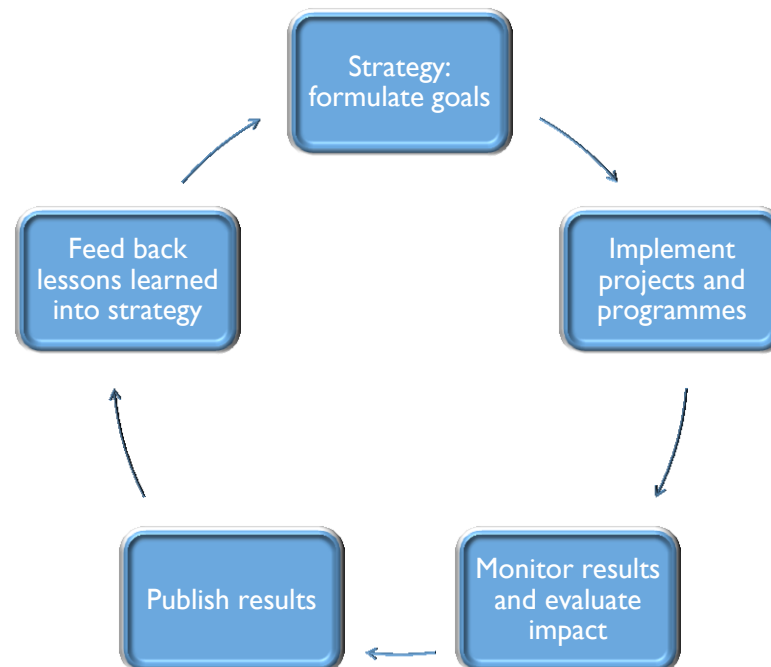 Strategy:
formulate goals
Implement
projects and
programmes
Monitor results
and evaluate
impact
Publish results
Feed back
lessons learned
into strategy